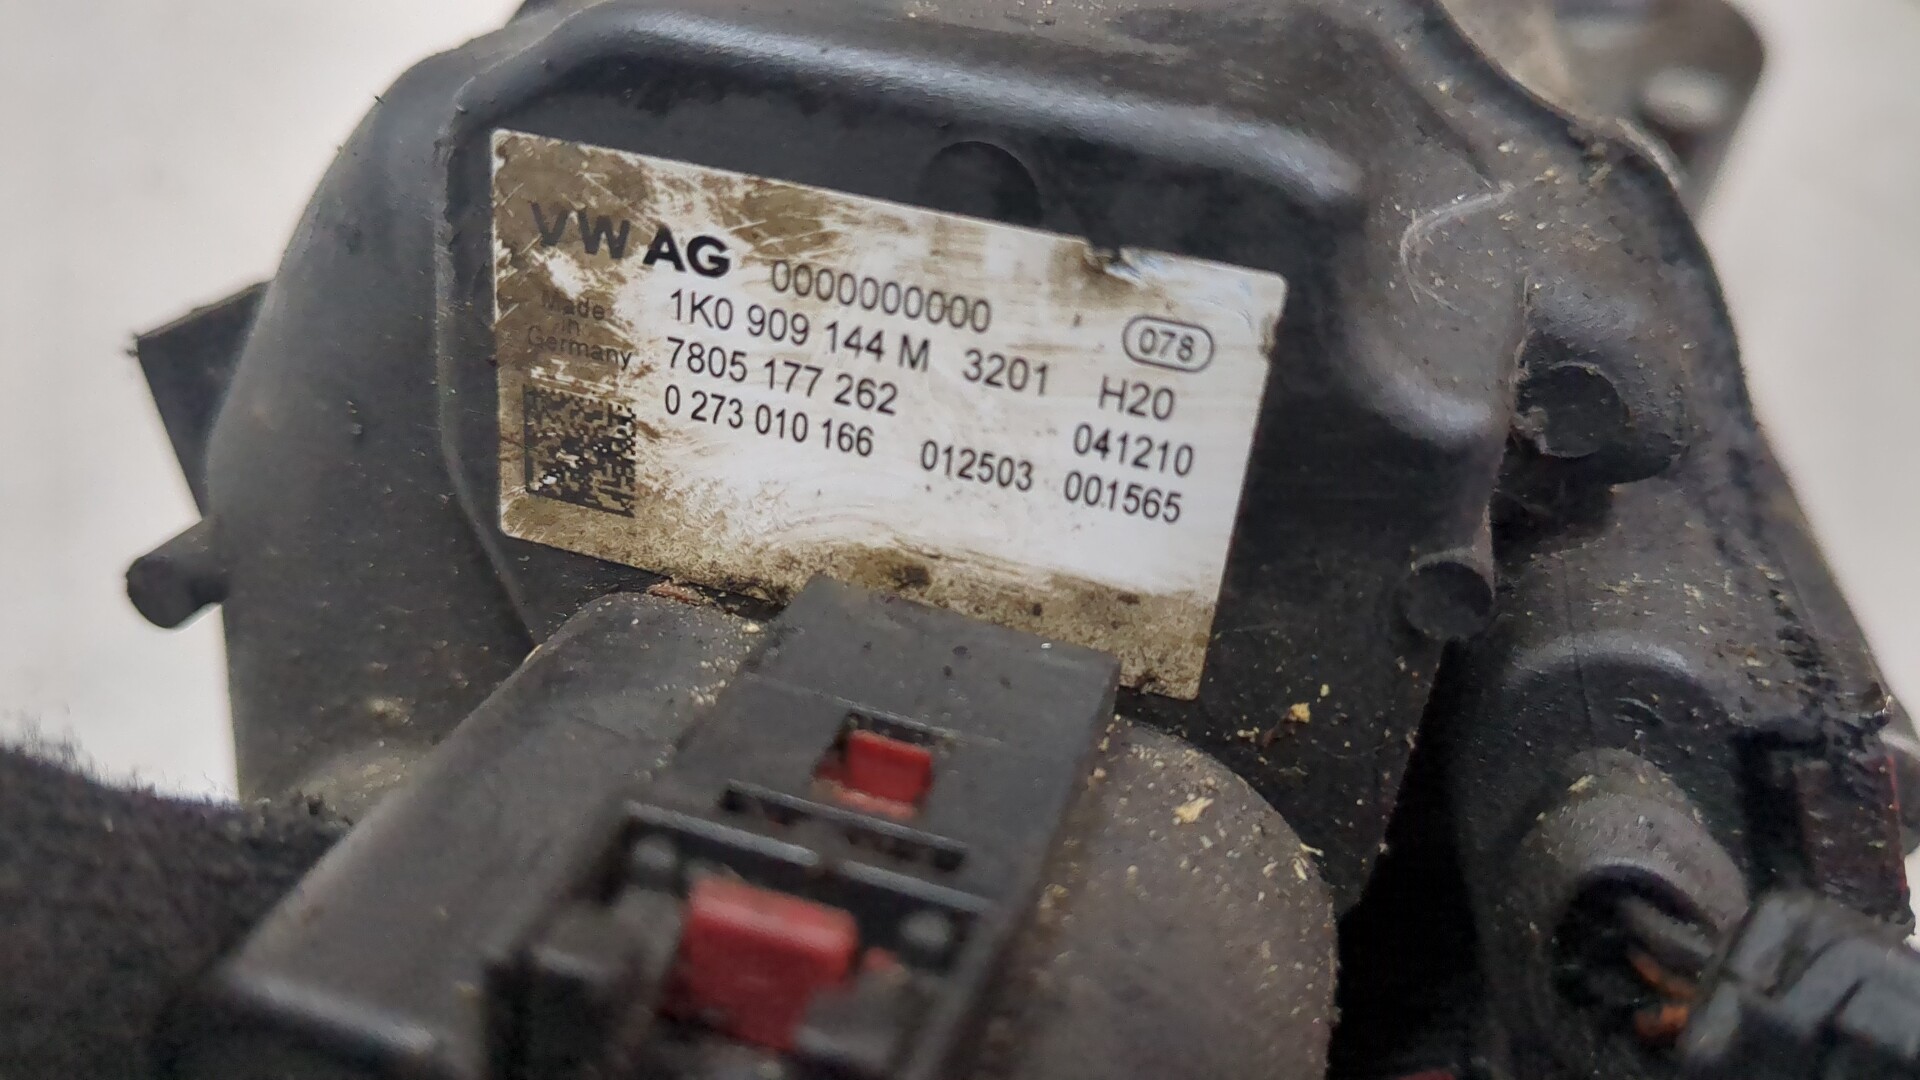 VW AG 0000000000
Made in Germany
1K0 909 144 M 3201 H20
078
7805 177 262 041210
0 273 010 166 012503 001565